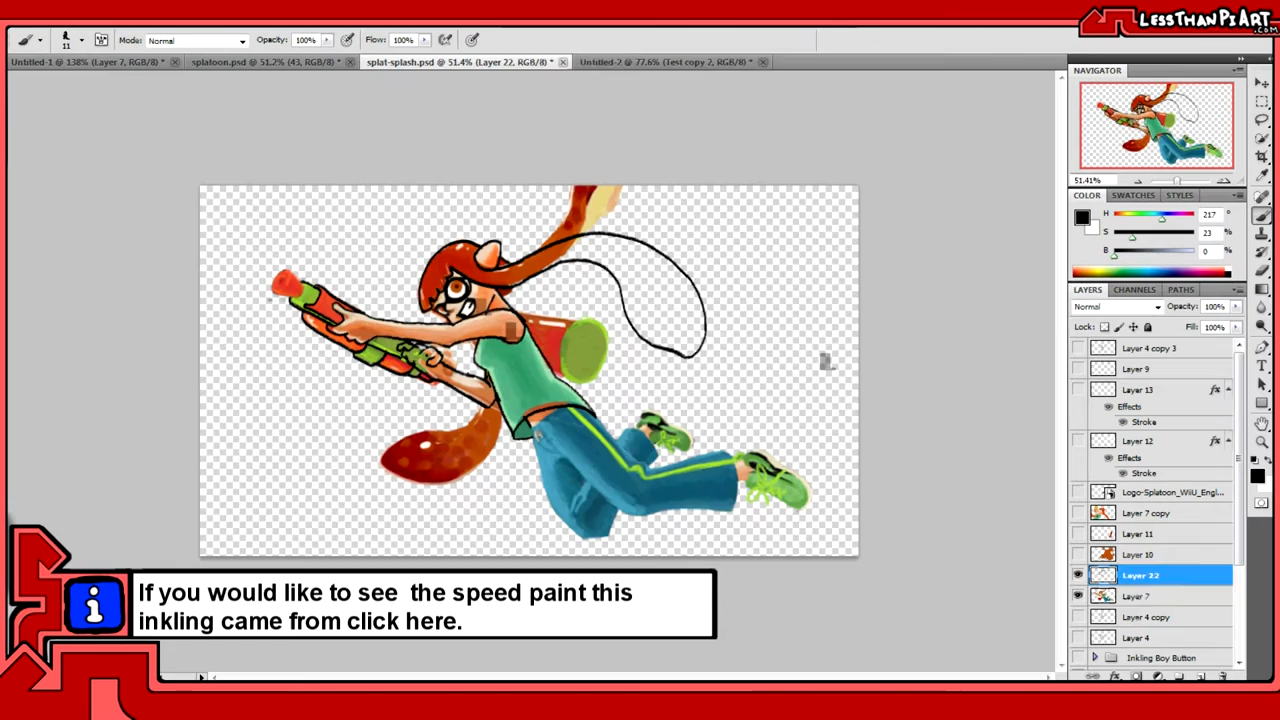 LESSTHANPIART
.COM
11
Mode: Normal
Opacity: 100%
Flow: 100%
Untitled-1 @ 138% (Layer 7, RGB/8) *
splatoon.psd @ 51.2% (43, RGB/8) *
splat-splash.psd @ 51.4% (Layer 22, RGB/8) *
Untitled-2 @ 77.6% (Test copy 2, RGB/8) *
NAVIGATOR
51.41%
COLOR SWATCHES STYLES
H 217 °
S 23 %
B 0 %
LAYERS CHANNELS PATHS
Normal Opacity: 100%
Lock: Fill: 100%
Layer 4 copy 3
Layer 9
Layer 13 fx
Effects
Stroke
Layer 12 fx
Effects
Stroke
Logo-Splatoon_WiiU_Engl...
Layer 7 copy
Layer 11
Layer 10
Layer 22
Layer 7
Layer 4 copy
Layer 4
Inkling Boy Button
i
If you would like to see the speed paint this
inkling came from click here.